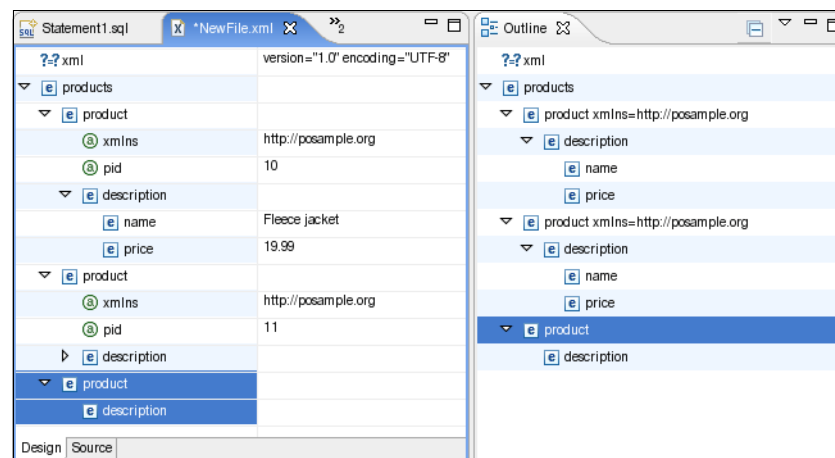 Statement1.sql
*NewFile.xml
»2
?=? xml version="1.0" encoding="UTF-8"
e products
e product
a xmlns http://posample.org
a pid 10
e description
e name Fleece jacket
e price 19.99
e product
a xmlns http://posample.org
a pid 11
e description
e product
e description
Design Source
Outline
?=? xml
e products
e product xmlns=http://posample.org
e description
e name
e price
e product xmlns=http://posample.org
e description
e name
e price
e product
e description